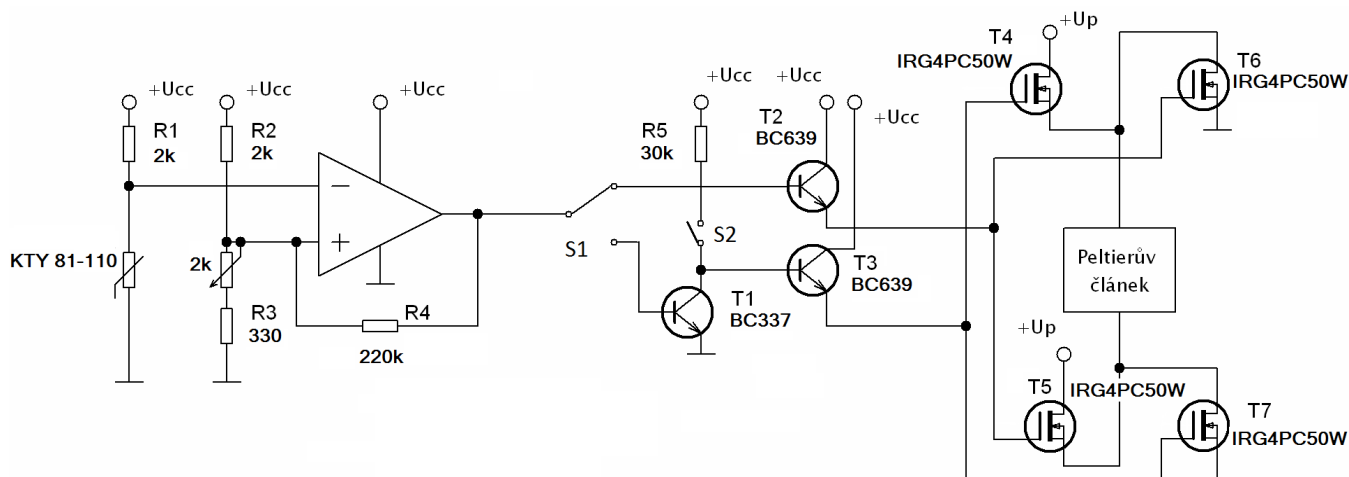 +Ucc
R1
2k
KTY 81-110
+Ucc
R2
2k
2k
R3
330
+Ucc
−
+
R4
220k
S1
+Ucc
R5
30k
S2
T1
BC337
+Ucc
T2
BC639
+Ucc
T3
BC639
+Up
T4
IRG4PC50W
T6
IRG4PC50W
Peltierův
článek
+Up
T5
IRG4PC50W
T7
IRG4PC50W